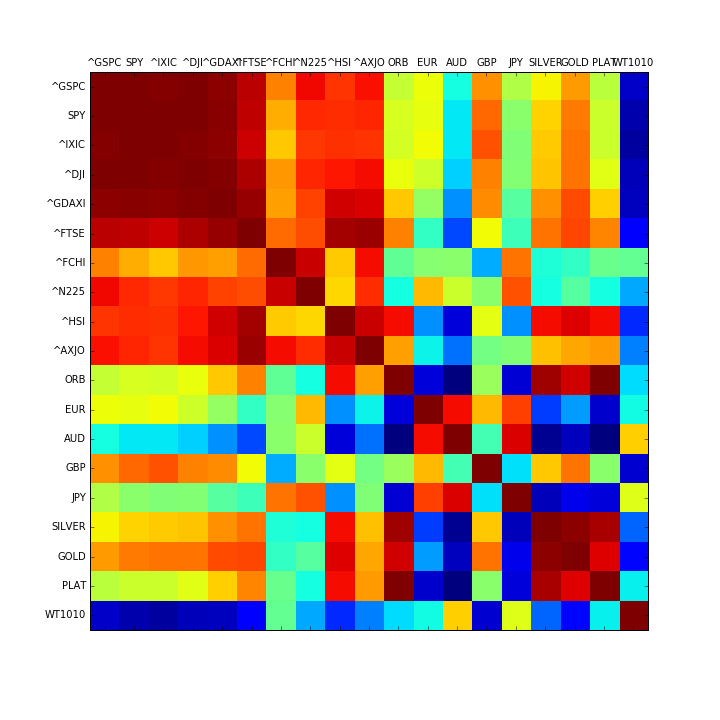 ^GSPC SPY ^IXIC ^DJI ^GDAXI ^FTSE ^FCHI ^N225 ^HSI ^AXJO ORB EUR AUD GBP JPY SILVER GOLD PLAT WT1010
^GSPC
SPY
^IXIC
^DJI
^GDAXI
^FTSE
^FCHI
^N225
^HSI
^AXJO
ORB
EUR
AUD
GBP
JPY
SILVER
GOLD
PLAT
WT1010